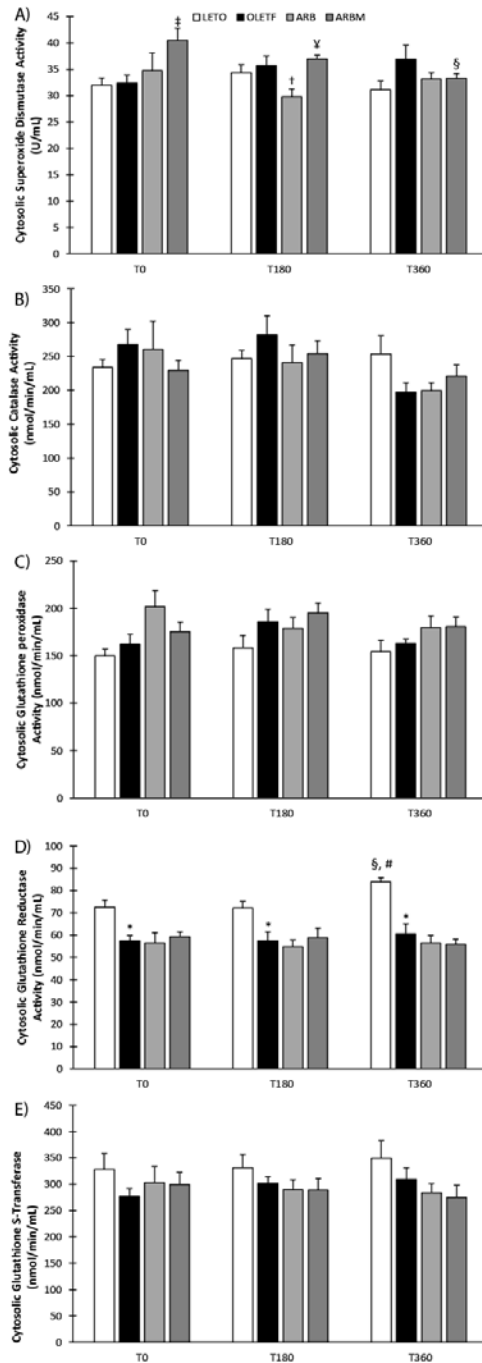 A)
‡
LETO OLETF ARB ARBM
Cytosolic Superoxide Dismutase Activity
(U/mL)
45
40
35
30
25
20
15
10
5
0
†
¥
§
T0 T180 T360
B)
Cytosolic Catalase Activity
(nmol/min/mL)
350
300
250
200
150
100
50
0
T0 T180 T360
C)
Cytosolic Glutathione peroxidase
Activity (nmol/min/mL)
250
200
150
100
50
0
T0 T180 T360
D)
Cytosolic Glutathione Reductase
Activity (nmol/min/mL)
100
90
80
70
60
50
40
30
20
10
0
*
*
§, #
*
T0 T180 T360
E)
Cytosolic Glutathione S-Transferase
(nmol/min/mL)
450
400
350
300
250
200
150
100
50
0
T0 T180 T360